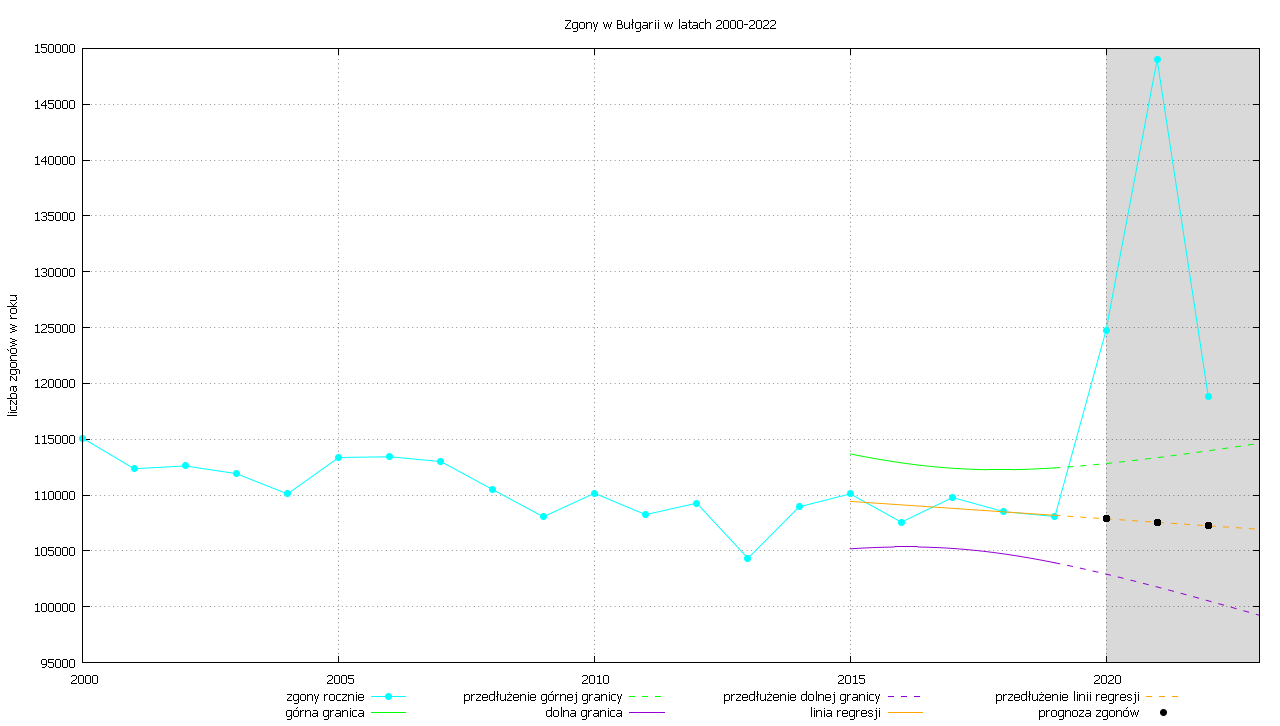 Zgony w Bułgarii w latach 2000-2022
150000
145000
140000
135000
130000
125000
120000
115000
110000
105000
100000
95000
liczba zgonów w roku
2000 2005 2010 2015 2020
zgony rocznie przedłużenie górnej granicy przedłużenie dolnej granicy przedłużenie linii regresji
górna granica dolna granica linia regresji prognoza zgonów